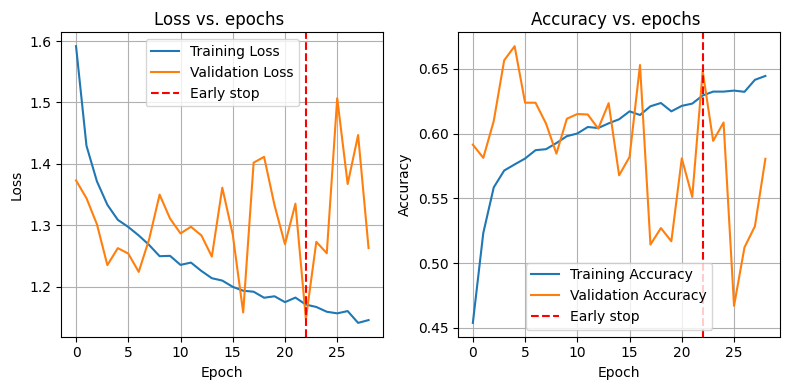 Loss vs. epochs
1.6
1.5
1.4
1.3
1.2
Loss
Training Loss
Validation Loss
Early stop
0 5 10 15 20 25
Epoch
Accuracy vs. epochs
0.65
0.60
0.55
0.50
0.45
Accuracy
Training Accuracy
Validation Accuracy
Early stop
0 5 10 15 20 25
Epoch